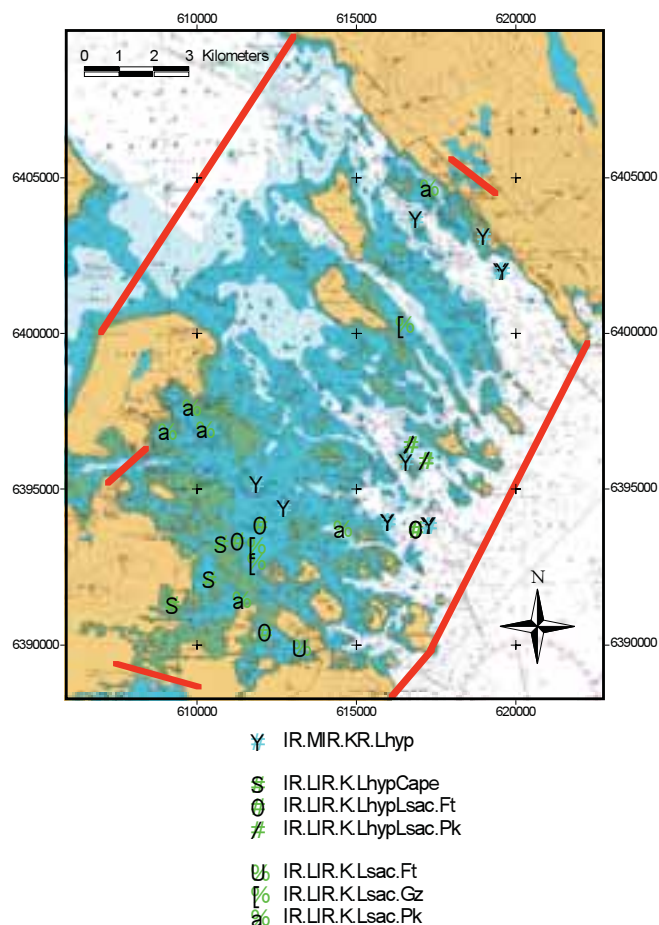 610000 615000 620000
0 1 2 3 Kilometers
6405000 6405000
6400000 6400000
6395000 6395000
6390000 6390000
N
610000 615000 620000
Y IR.MIR.KR.Lhyp
S IR.LIR.K.LhypCape
0 IR.LIR.K.LhypLsac.Ft
/ IR.LIR.K.LhypLsac.Pk
U IR.LIR.K.Lsac.Ft
[ IR.LIR.K.Lsac.Gz
a IR.LIR.K.Lsac.Pk